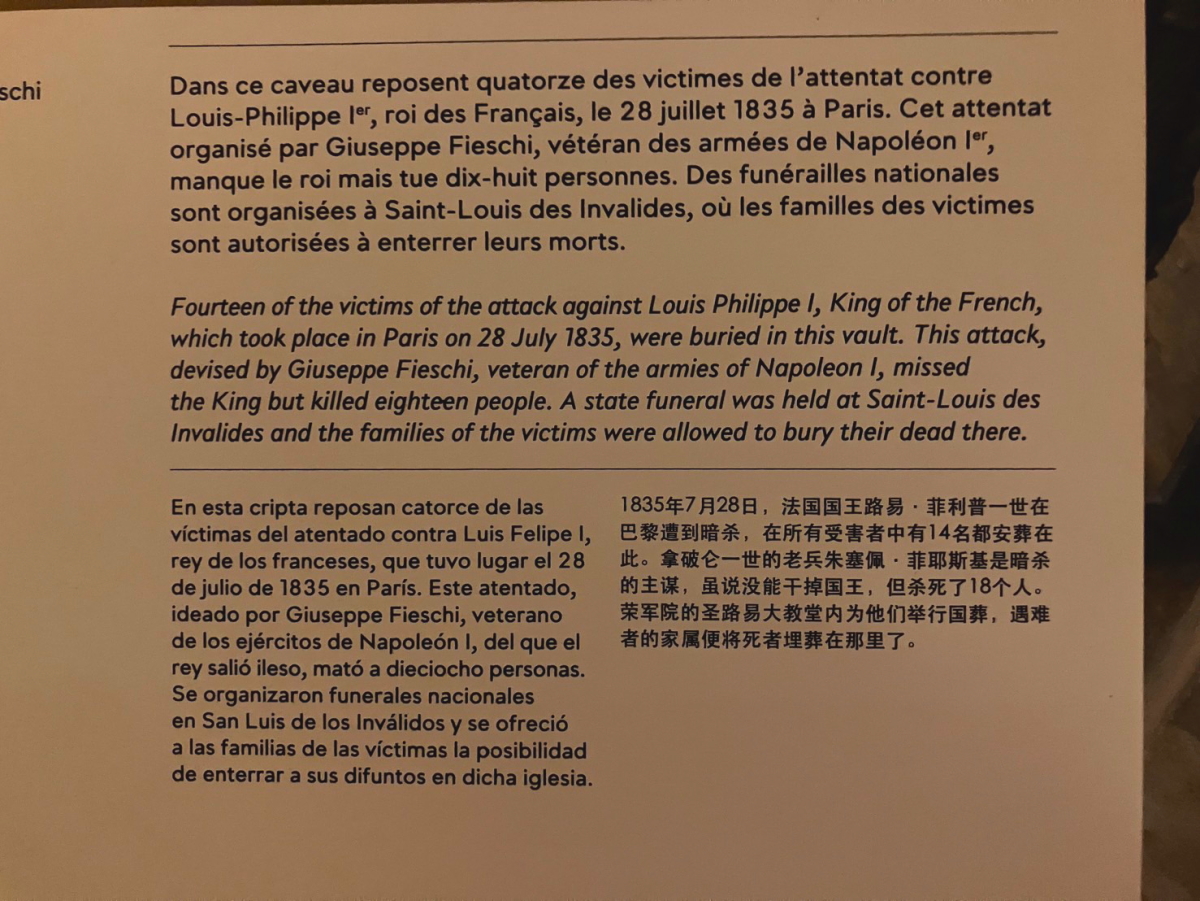 schi
Dans ce caveau reposent quatorze des victimes de l'attentat contre
Louis-Philippe Iᵉʳ, roi des Français, le 28 juillet 1835 à Paris. Cet attentat
organisé par Giuseppe Fieschi, vétéran des armées de Napoléon Iᵉʳ,
manque le roi mais tue dix-huit personnes. Des funérailles nationales
sont organisées à Saint-Louis des Invalides, où les familles des victimes
sont autorisées à enterrer leurs morts.
Fourteen of the victims of the attack against Louis Philippe I, King of the French,
which took place in Paris on 28 July 1835, were buried in this vault. This attack,
devised by Giuseppe Fieschi, veteran of the armies of Napoleon I, missed
the King but killed eighteen people. A state funeral was held at Saint-Louis des
Invalides and the families of the victims were allowed to bury their dead there.
En esta cripta reposan catorce de las
víctimas del atentado contra Luis Felipe I,
rey de los franceses, que tuvo lugar el 28
de julio de 1835 en París. Este atentado,
ideado por Giuseppe Fieschi, veterano
de los ejércitos de Napoleón I, del que el
rey salió ileso, mató a dieciocho personas.
Se organizaron funerales nacionales
en San Luis de los Inválidos y se ofreció
a las familias de las víctimas la posibilidad
de enterrar a sus difuntos en dicha iglesia.
1835年7月28日，法国国王路易·菲利普一世在
巴黎遭到暗杀，在所有受害者中有14名都安葬在
此。拿破仑一世的老兵朱塞佩·菲耶斯基是暗杀
的主谋，虽说没能干掉国王，但杀死了18个人。
荣军院的圣路易大教堂内为他们举行国葬，遇难
者的家属便将死者埋葬在那里了。